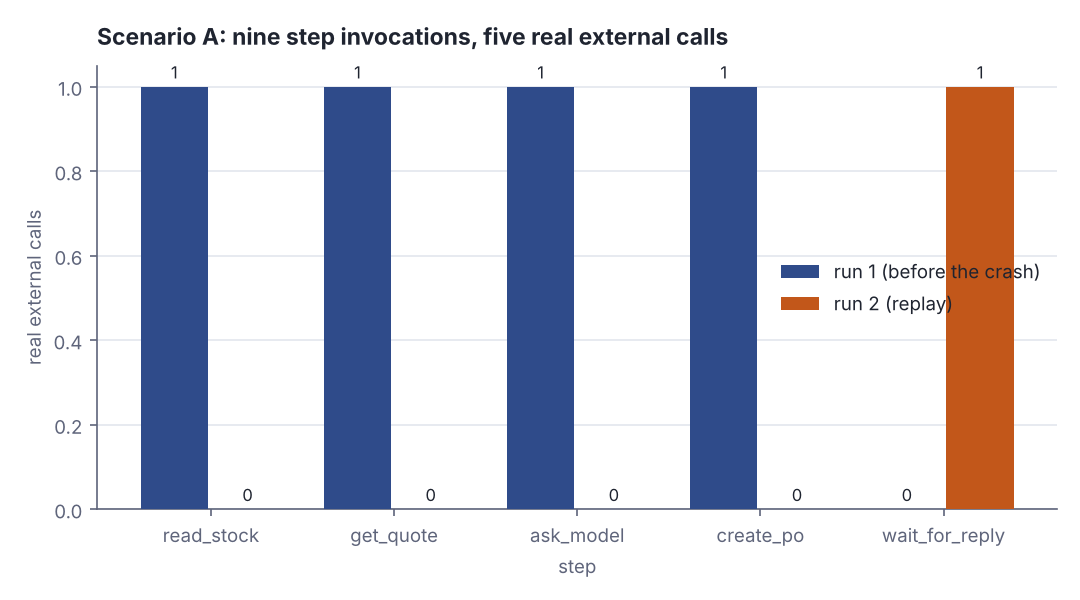 Scenario A: nine step invocations, five real external calls
1 1 1 1 1
1.0
0.8
0.6
0.4
0.2
0.0
real external calls
run 1 (before the crash)
run 2 (replay)
0 0 0 0 0
read_stock get_quote ask_model create_po wait_for_reply
step